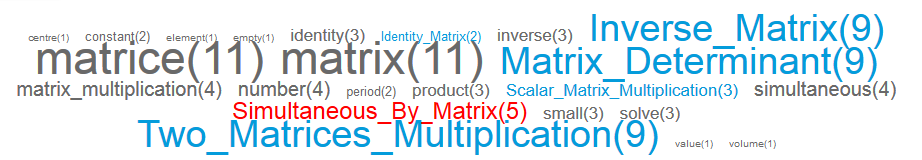 centre(1) constant(2) element(1) empty(1) identity(3) Identity_Matrix(2) inverse(3) Inverse_Matrix(9)
matrice(11) matrix(11) Matrix_Determinant(9)
matrix_multiplication(4) number(4) period(2) product(3) Scalar_Matrix_Multiplication(3) simultaneous(4)
Simultaneous_By_Matrix(5) small(3) solve(3)
Two_Matrices_Multiplication(9) value(1) volume(1)